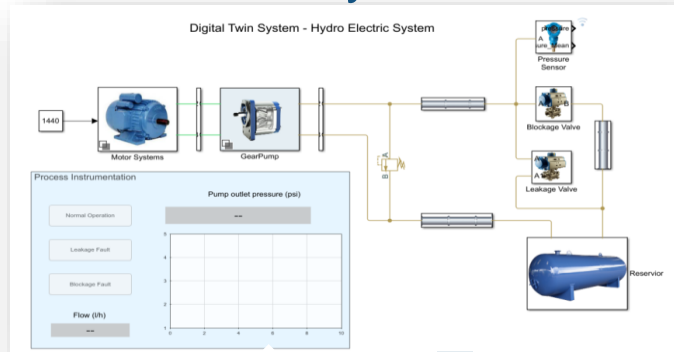 Digital Twin System - Hydro Electric System
1440
Motor Systems
GearPump
A
B
A
Pressure
Sensor
A
B
Blockage Valve
A
A
Leakage Valve
Reservior
Process Instrumentation
Normal Operation
Leakage Fault
Blockage Fault
Flow (l/h)
--
Pump outlet pressure (psi)
--
5
4
3
2
1
0
2
4
6
8
10